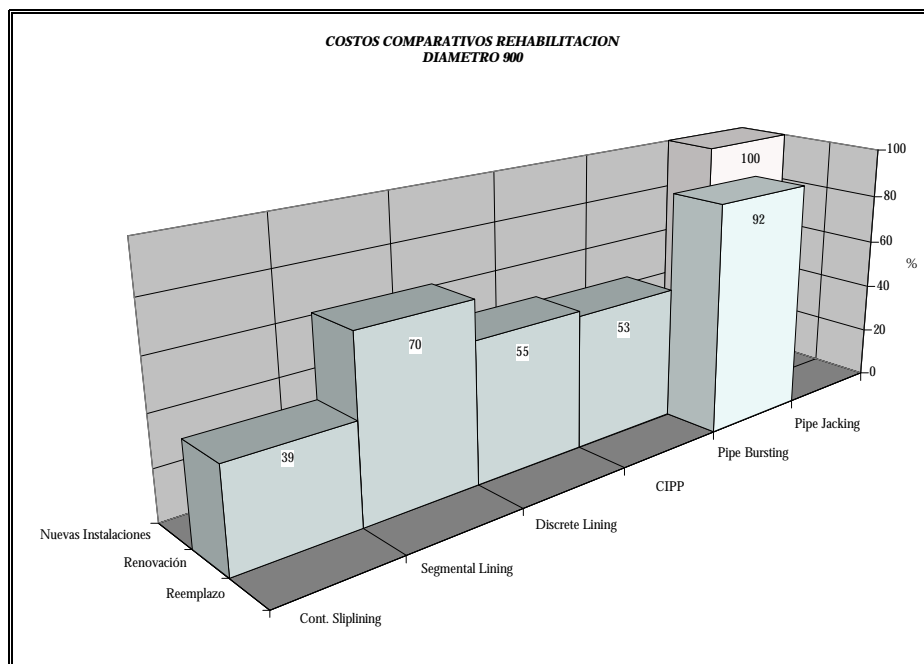 COSTOS COMPARATIVOS REHABILITACION
DIAMETRO 900
100
80
60
40
20
0
%
100
92
53
55
70
39
Nuevas Instalaciones
Renovación
Reemplazo
Cont. Sliplining
Segmental Lining
Discrete Lining
CIPP
Pipe Bursting
Pipe Jacking